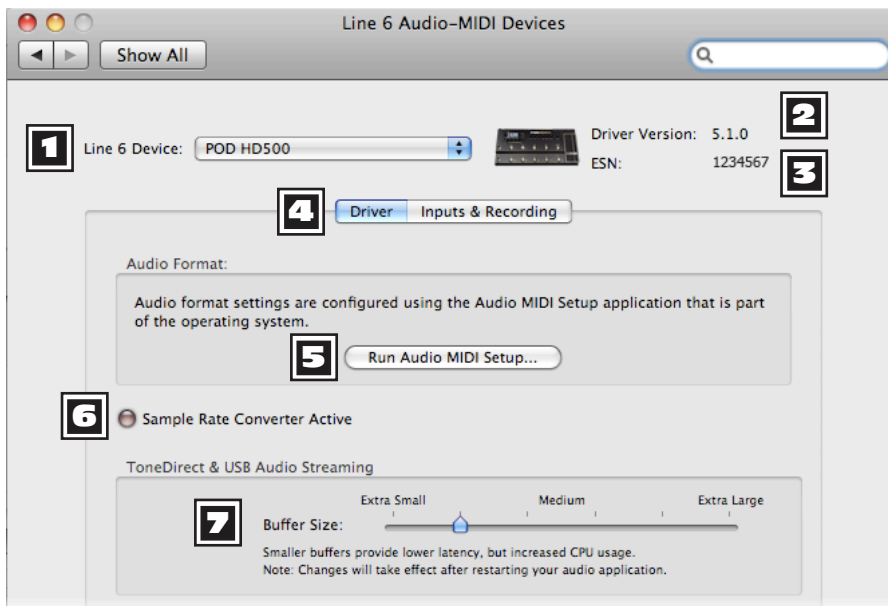 Line 6 Audio-MIDI Devices
Show All
1
Line 6 Device: POD HD500
Driver Version: 5.1.0
2
ESN: 1234567
3
4
Driver Inputs & Recording
Audio Format:
Audio format settings are configured using the Audio MIDI Setup application that is part
of the operating system.
5
Run Audio MIDI Setup...
6
Sample Rate Converter Active
ToneDirect & USB Audio Streaming
7
Extra Small Medium Extra Large
Buffer Size:
Smaller buffers provide lower latency, but increased CPU usage.
Note: Changes will take effect after restarting your audio application.